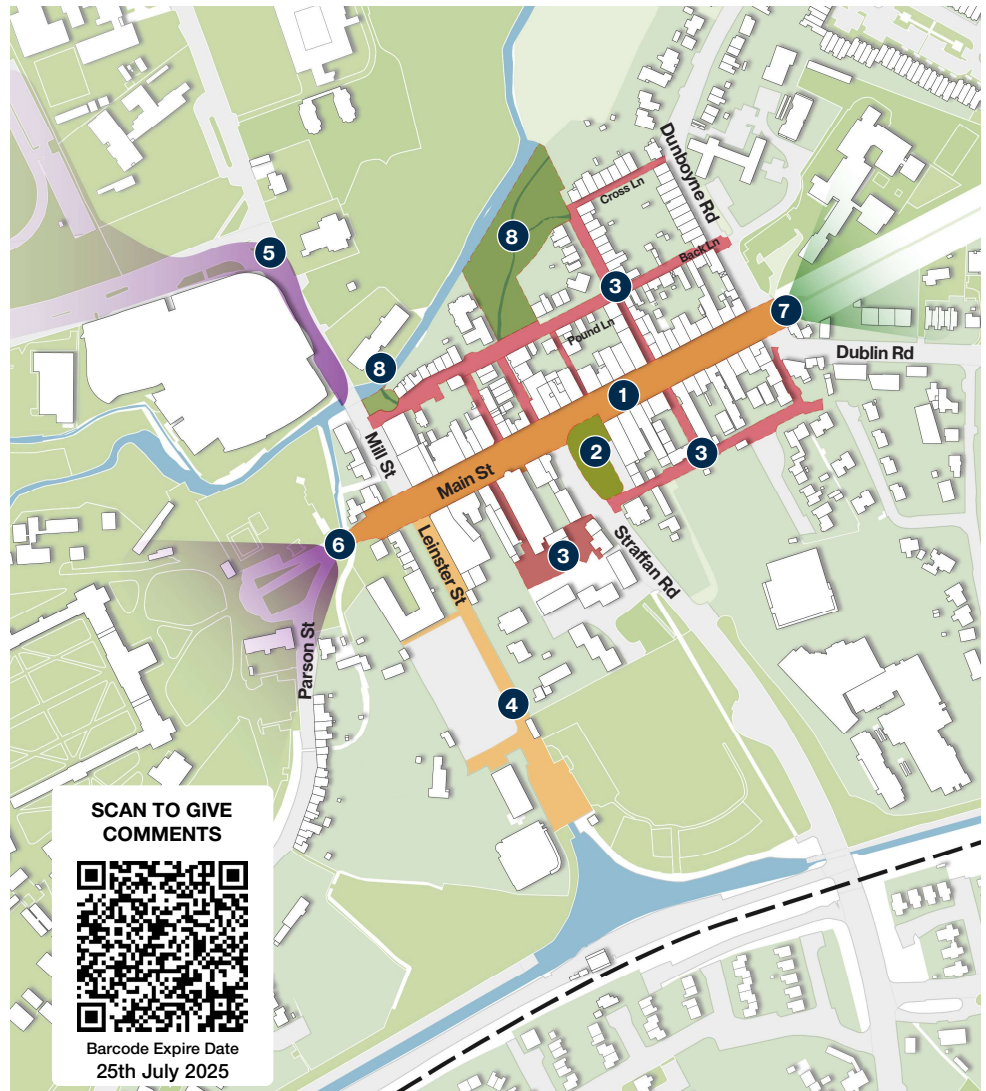 Dunboyne Rd
Cross Ln
8
5
Back Ln
3
7
Pound Ln
Dublin Rd
8
1
Mill St
2
3
Main St
6
Leinster St
3
Straffan Rd
Parson St
4
SCAN TO GIVE
COMMENTS
Barcode Expire Date
25th July 2025